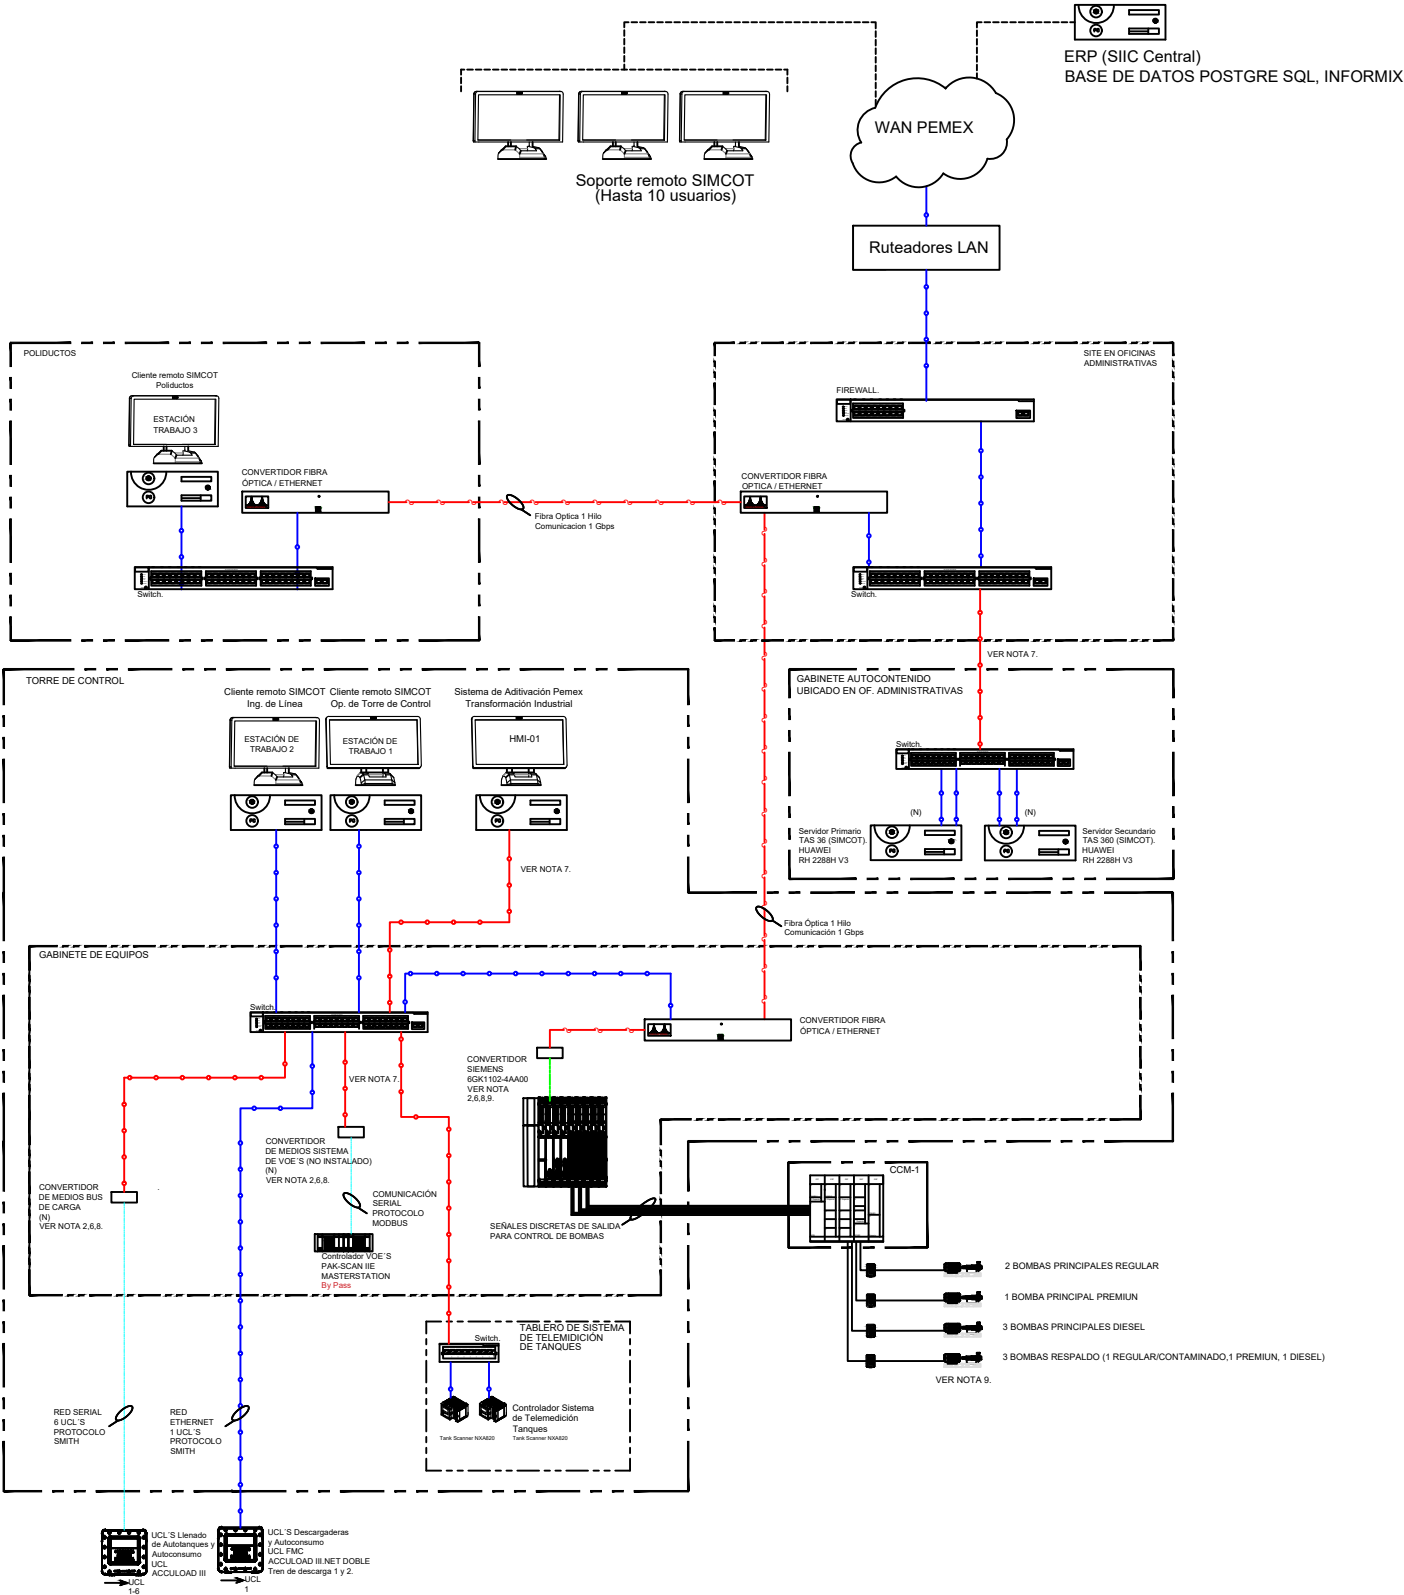 ERP (SIIC Central)
BASE DE DATOS POSTGRE SQL, INFORMIX
WAN PEMEX
Soporte remoto SIMCOT
(Hasta 10 usuarios)
Ruteadores LAN
POLIDUCTOS
Cliente remoto SIMCOT
Poliductos
ESTACIÓN
TRABAJO 3
CONVERTIDOR FIBRA
ÓPTICA / ETHERNET
Switch.
Fibra Optica 1 Hilo
Comunicacion 1 Gbps
SITE EN OFICINAS
ADMINISTRATIVAS
FIREWALL.
CONVERTIDOR FIBRA
OPTICA / ETHERNET
Switch.
VER NOTA 7.
GABINETE AUTOCONTENIDO
UBICADO EN OF. ADMINISTRATIVAS
Switch.
(N)
(N)
Servidor Primario
TAS 36 (SIMCOT).
HUAWEI
RH 2288H V3
Servidor Secundario
TAS 360 (SIMCOT).
HUAWEI
RH 2288H V3
TORRE DE CONTROL
Cliente remoto SIMCOT
Ing. de Línea
Cliente remoto SIMCOT
Op. de Torre de Control
Sistema de Aditivación Pemex
Transformación Industrial
ESTACIÓN DE
TRABAJO 2
ESTACIÓN DE
TRABAJO 1
HMI-01
VER NOTA 7.
Fibra Óptica 1 Hilo
Comunicación 1 Gbps
GABINETE DE EQUIPOS
Switch.
CONVERTIDOR FIBRA
ÓPTICA / ETHERNET
CONVERTIDOR
SIEMENS
6GK1102-4AA00
VER NOTA
2,6,8,9.
VER NOTA 7.
CONVERTIDOR
DE MEDIOS SISTEMA
DE VOE´S (NO INSTALADO)
(N)
VER NOTA 2,6,8.
CONVERTIDOR
DE MEDIOS BUS
DE CARGA
(N)
VER NOTA 2,6,8.
COMUNICACIÓN
SERIAL
PROTOCOLO
MODBUS
Controlador VOE´S
PAK-SCAN IIE
MASTERSTATION
By Pass
SEÑALES DISCRETAS DE SALIDA
PARA CONTROL DE BOMBAS
CCM-1
2 BOMBAS PRINCIPALES REGULAR
1 BOMBA PRINCIPAL PREMIUN
3 BOMBAS PRINCIPALES DIESEL
3 BOMBAS RESPALDO (1 REGULAR/CONTAMINADO,1 PREMIUN, 1 DIESEL)
VER NOTA 9.
TABLERO DE SISTEMA
DE TELEMIDICIÓN
DE TANQUES
Switch.
Controlador Sistema
de Telemedición
Tanques
Tank Scanner NXA820
Tank Scanner NXA820
RED SERIAL
6 UCL´S
PROTOCOLO
SMITH
RED
ETHERNET
1 UCL´S
PROTOCOLO
SMITH
UCL´S Llenado
de Autotanques y
Autoconsumo
UCL
ACCULOAD III
UCL
1-6
UCL´S Descargaderas
y Autoconsumo
UCL FMC
ACCULOAD III.NET DOBLE
Tren de descarga 1 y 2.
UCL
1